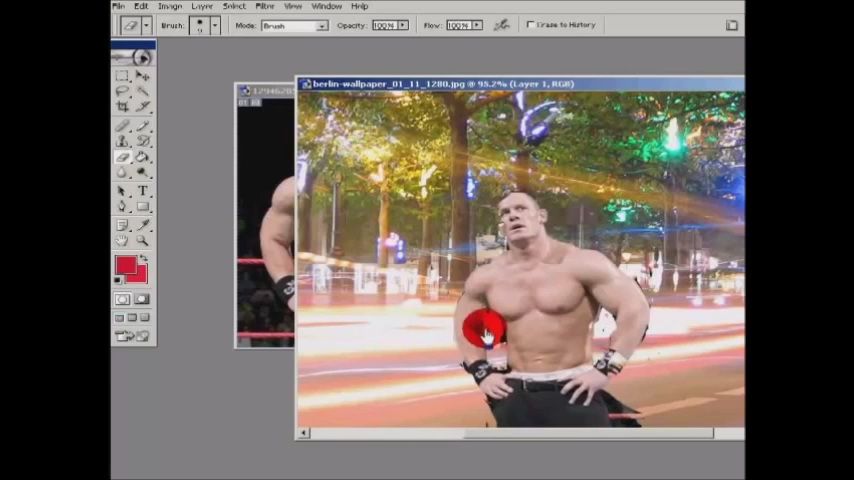 File Edit Image Layer Select Filter View Window Help
Brush: 9 Mode: Brush Opacity: 100% Flow: 100% Erase to History
berlin-wallpaper_01_11_1280.jpg @ 95.2% (Layer 1, RGB)